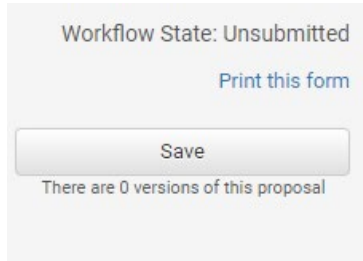 Workflow State: Unsubmitted
Print this form
Save
There are 0 versions of this proposal